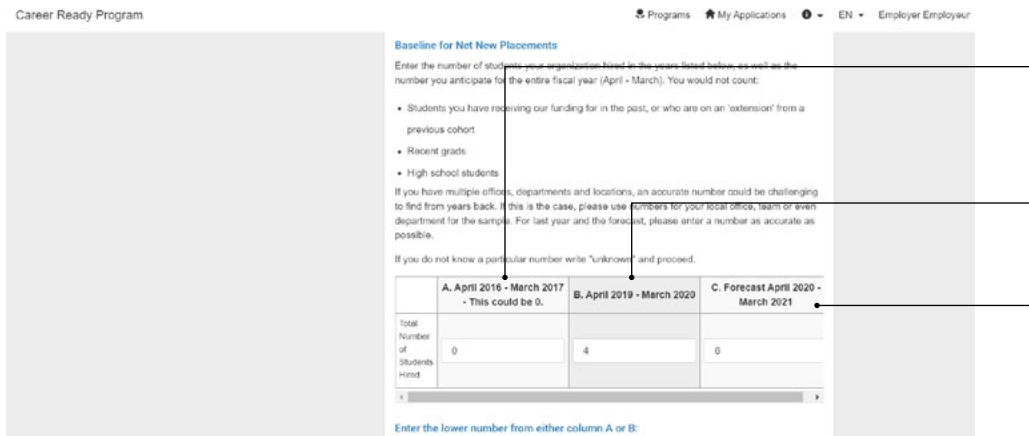 Career Ready Program
Programs My Applications EN Employer Employeur
Baseline for Net New Placements
Enter the number of students your organization hired in the years listed below, as well as the
number you anticipate for the entire fiscal year (April - March). You would not count:
• Students you have receiving our funding for in the past, or who are on an 'extension' from a
previous cohort
• Recent grads
• High school students
If you have multiple offices, departments and locations, an accurate number could be challenging
to find from years back. If this is the case, please use numbers for your local office, team or even
department for the sample. For last year and the forecast, please enter a number as accurate as
possible.
If you do not know a particular number write "unknown" and proceed.
A. April 2016 - March 2017
- This could be 0.
B. April 2019 - March 2020
C. Forecast April 2020 -
March 2021
Total
Number
of
Students
Hired
0
4
6
Enter the lower number from either column A or B: